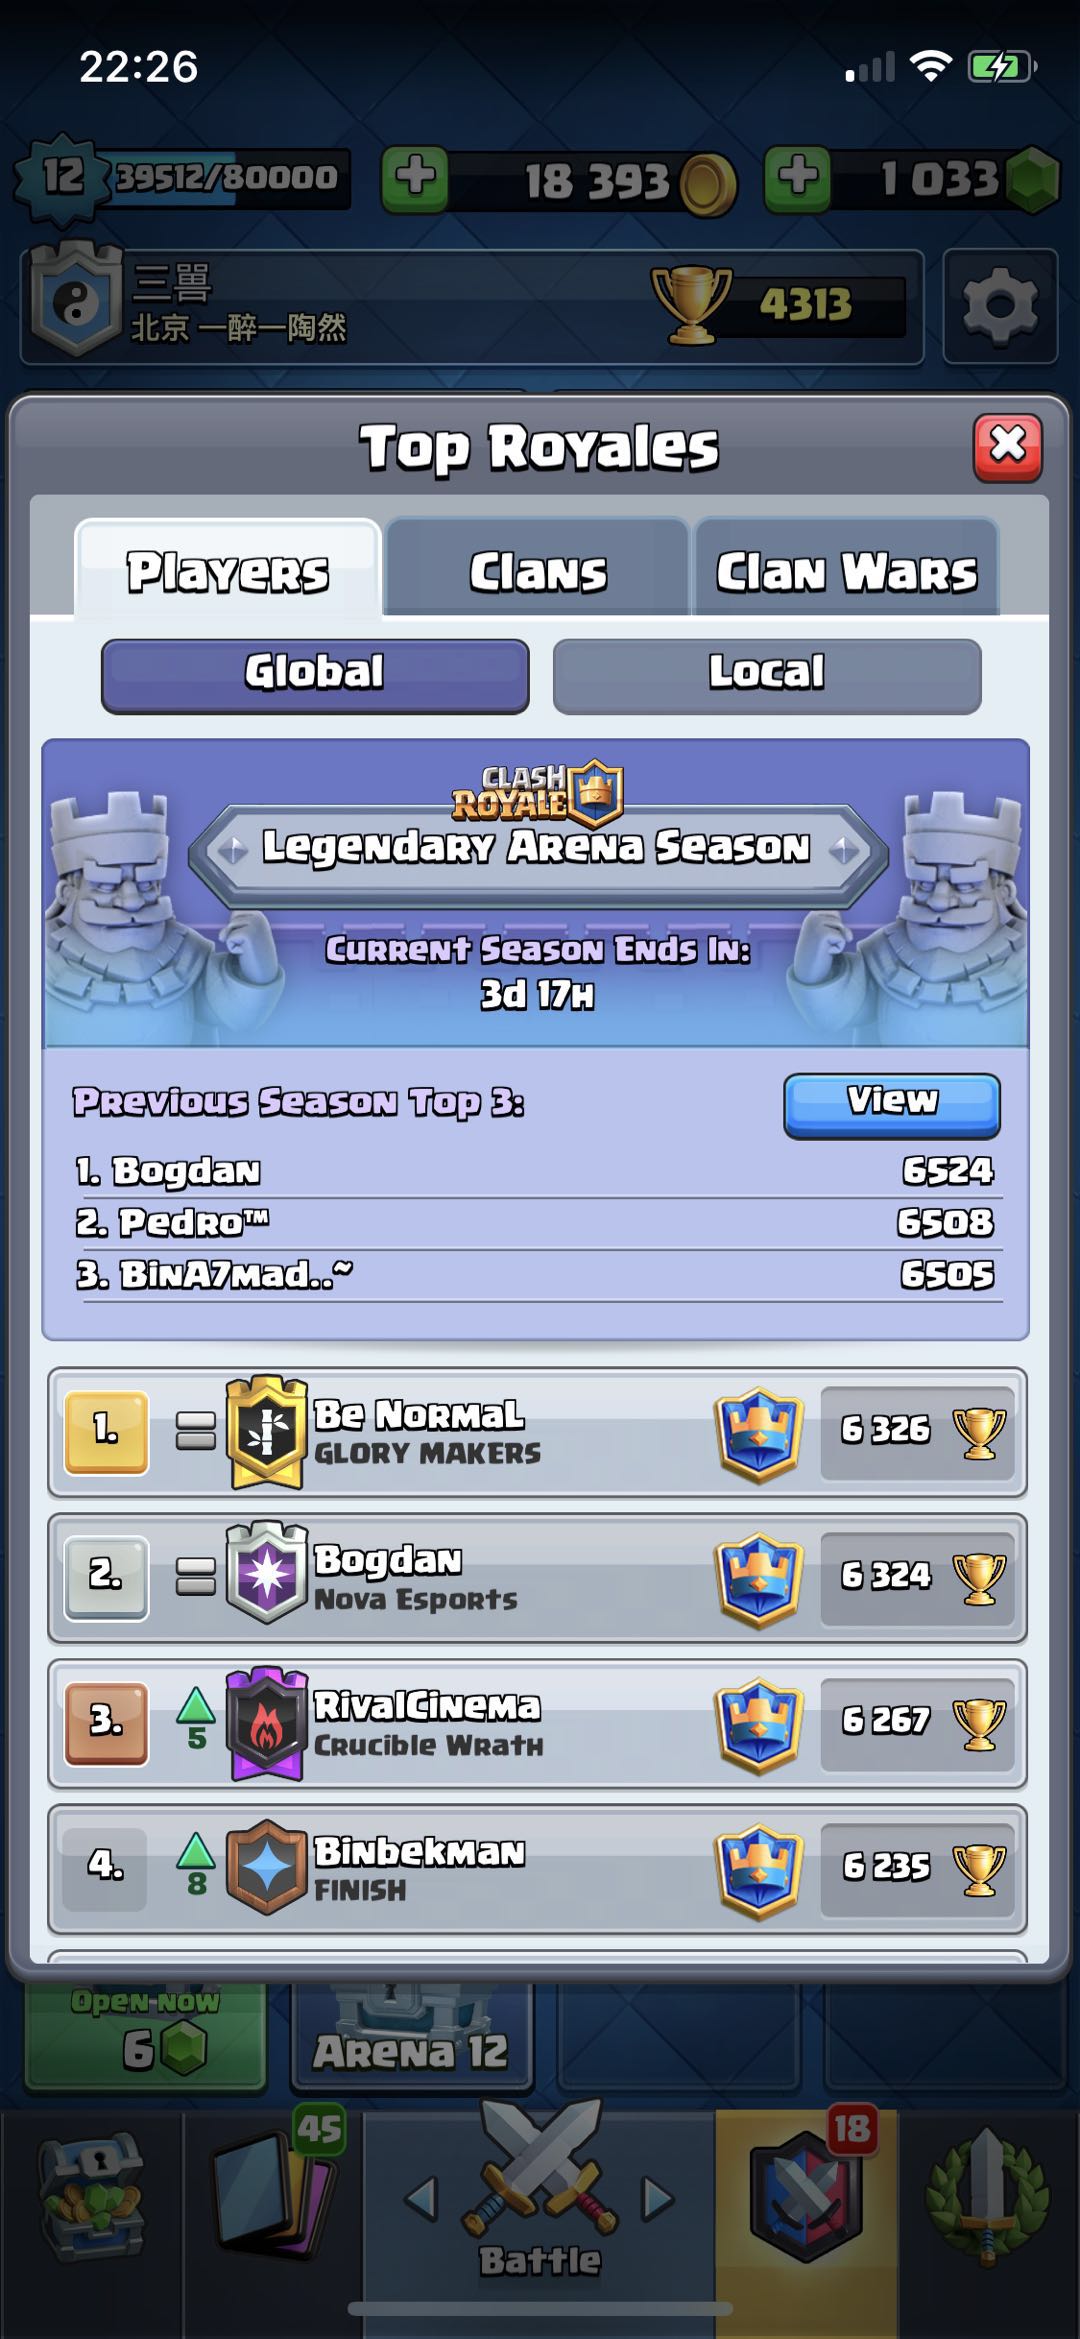 22:26
12
39512/80000
18 393
1 033
三嘼
北京 一醉一陶然
4313
Top Royales
Players
Clans
Clan Wars
Global
Local
CLASH
ROYALE
Legendary Arena Season
Current Season Ends In:
3d 17h
Previous Season Top 3:
View
1. Bogdan 6524
2. Pedro™ 6508
3. BinA7mad..~ 6505
1. Be NormaL 6 326
GLORY MAKERS
2. Bogdan 6 324
Nova Esports
3. 5 RivalCinema 6 267
Crucible Wrath
4. 8 Binbekman 6 235
FINISH
Open now
6
Arena 12
45
18
Battle